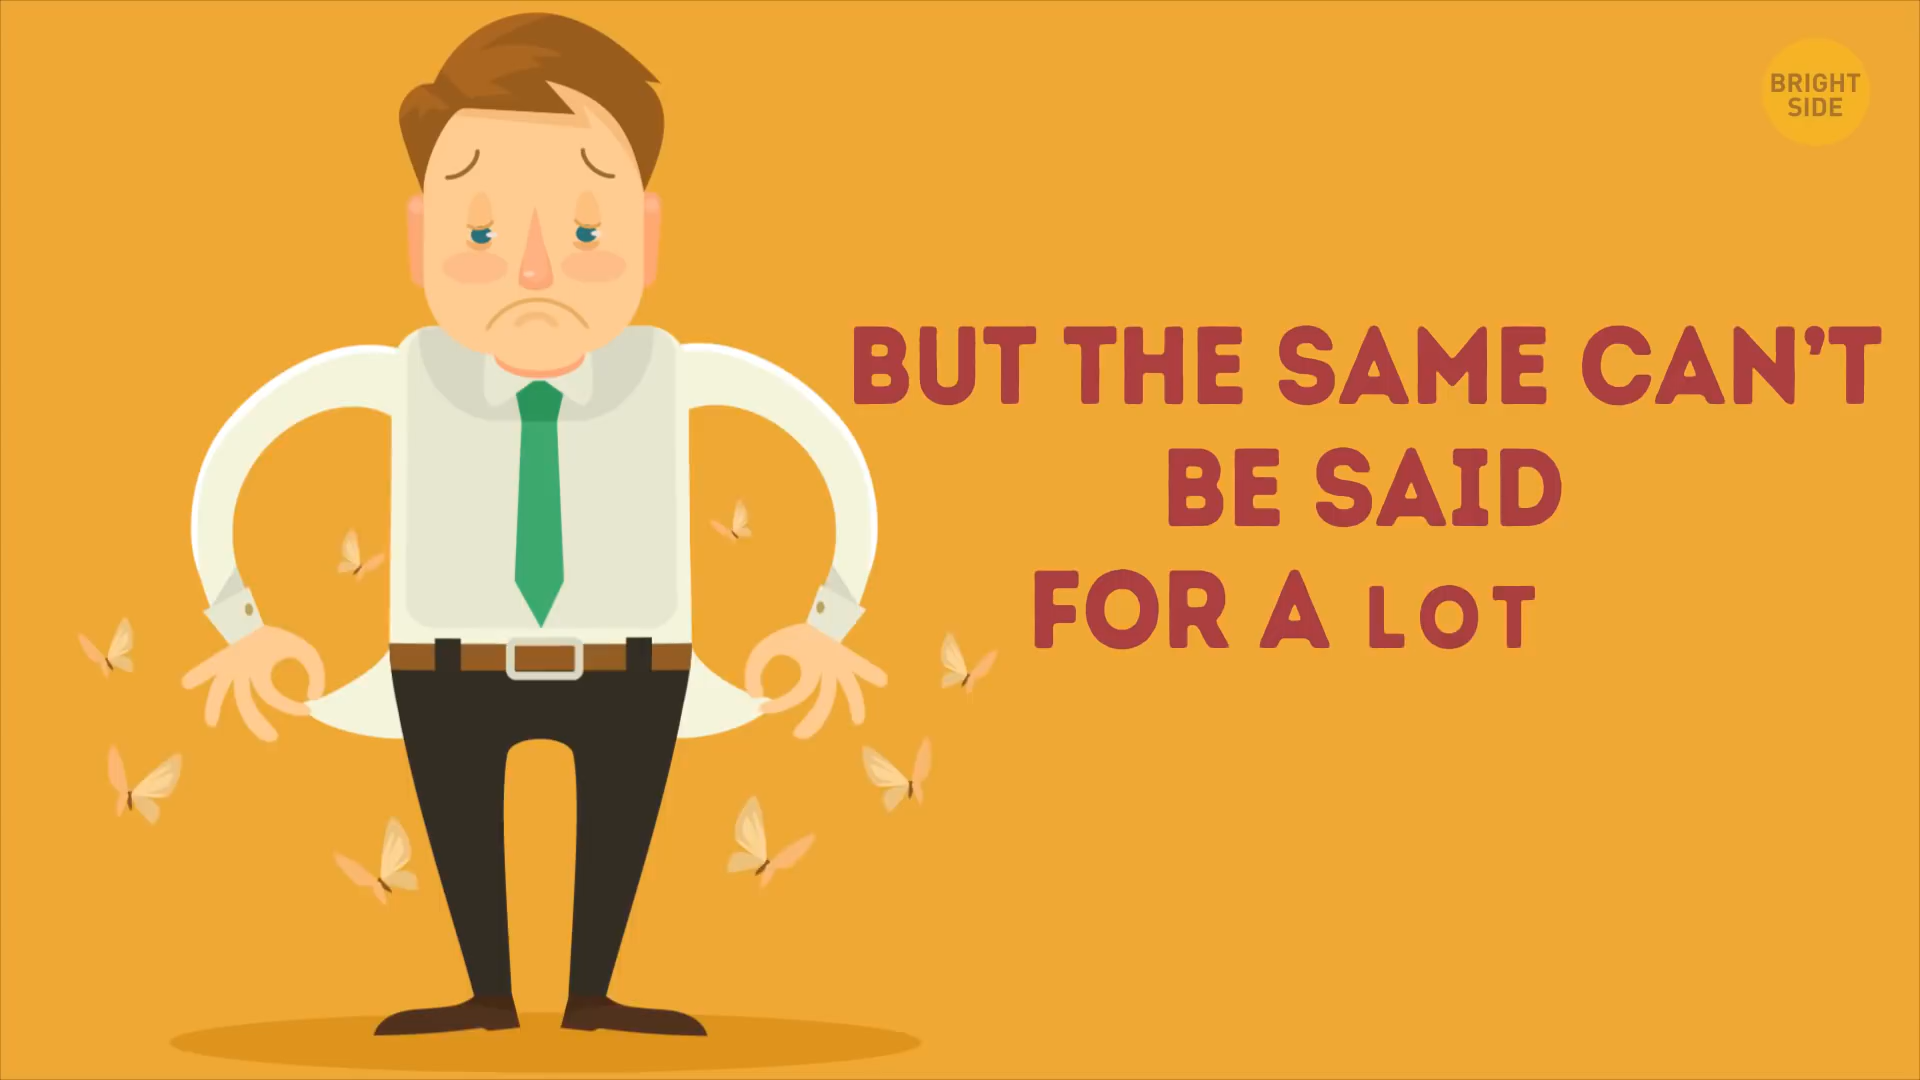 BRIGHT
SIDE
BUT THE SAME CAN'T
BE SAID
FOR A LOT